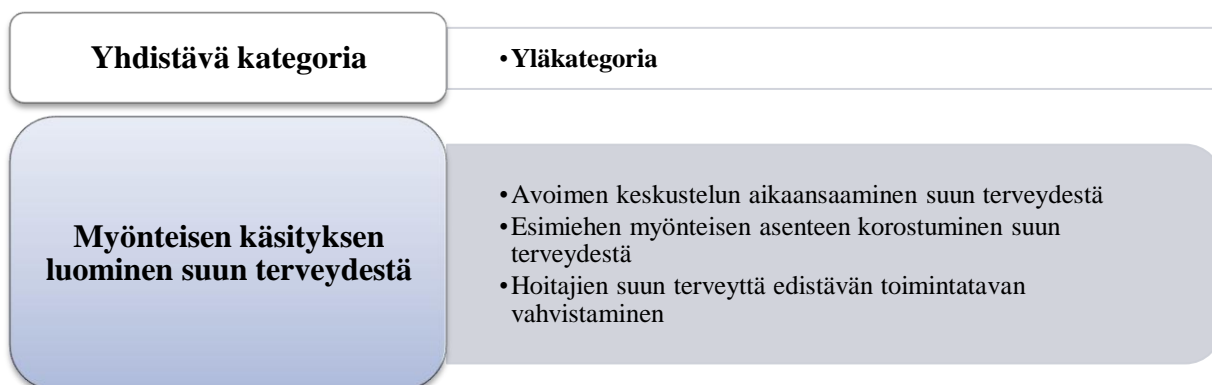 Yhdistävä kategoria
•Yläkategoria
Myönteisen käsityksen
luominen suun terveydestä
•Avoimen keskustelun aikaansaaminen suun terveydestä
•Esimiehen myönteisen asenteen korostuminen suun
terveydestä
•Hoitajien suun terveyttä edistävän toimintatavan
vahvistaminen